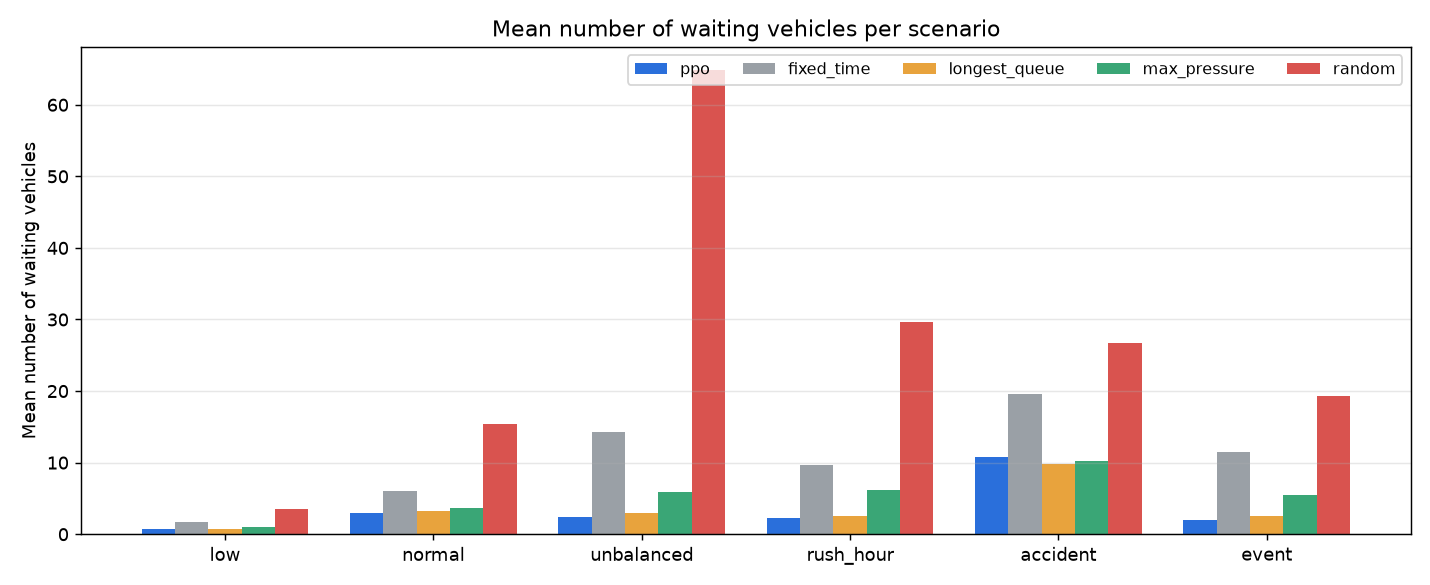 Mean number of waiting vehicles per scenario
ppo fixed_time longest_queue max_pressure random
Mean number of waiting vehicles
60
50
40
30
20
10
0
low normal unbalanced rush_hour accident event